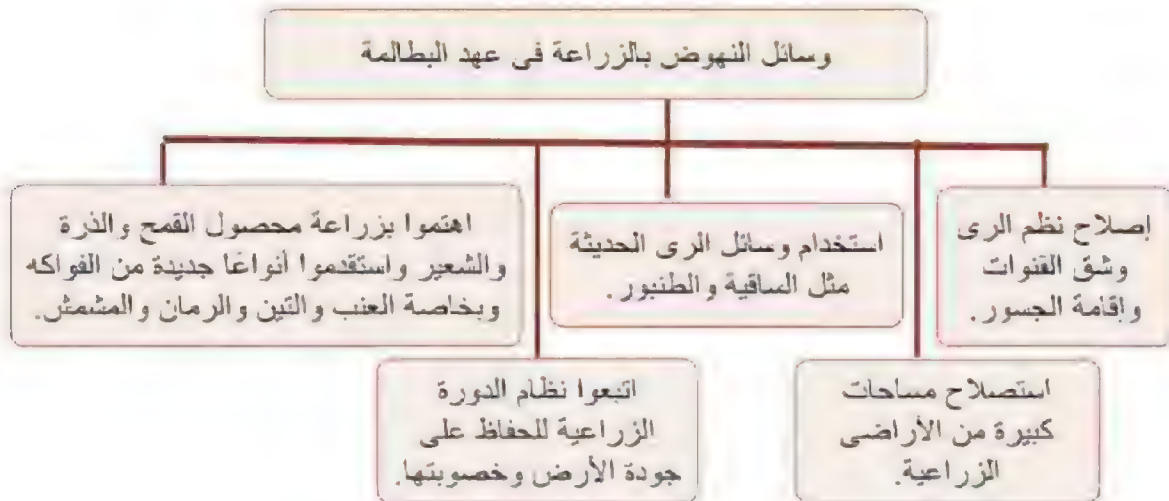 وسائل النهوض بالزراعة فى عهد البطالمة
إصلاح نظم الرى
وشق القنوات
وإقامة الجسور.
استصلاح مساحات
كبيرة من الأراضى
الزراعية.
استخدام وسائل الرى الحديثة
مثل الساقية والطنبور.
اتبعوا نظام الدورة
الزراعية للحفاظ على
جودة الأرض وخصوبتها.
اهتموا بزراعة محصول القمح والذرة
والشعير واستقدموا أنواعًا جديدة من الفواكه
وبخاصة العنب والتين والرمان والمشمش.